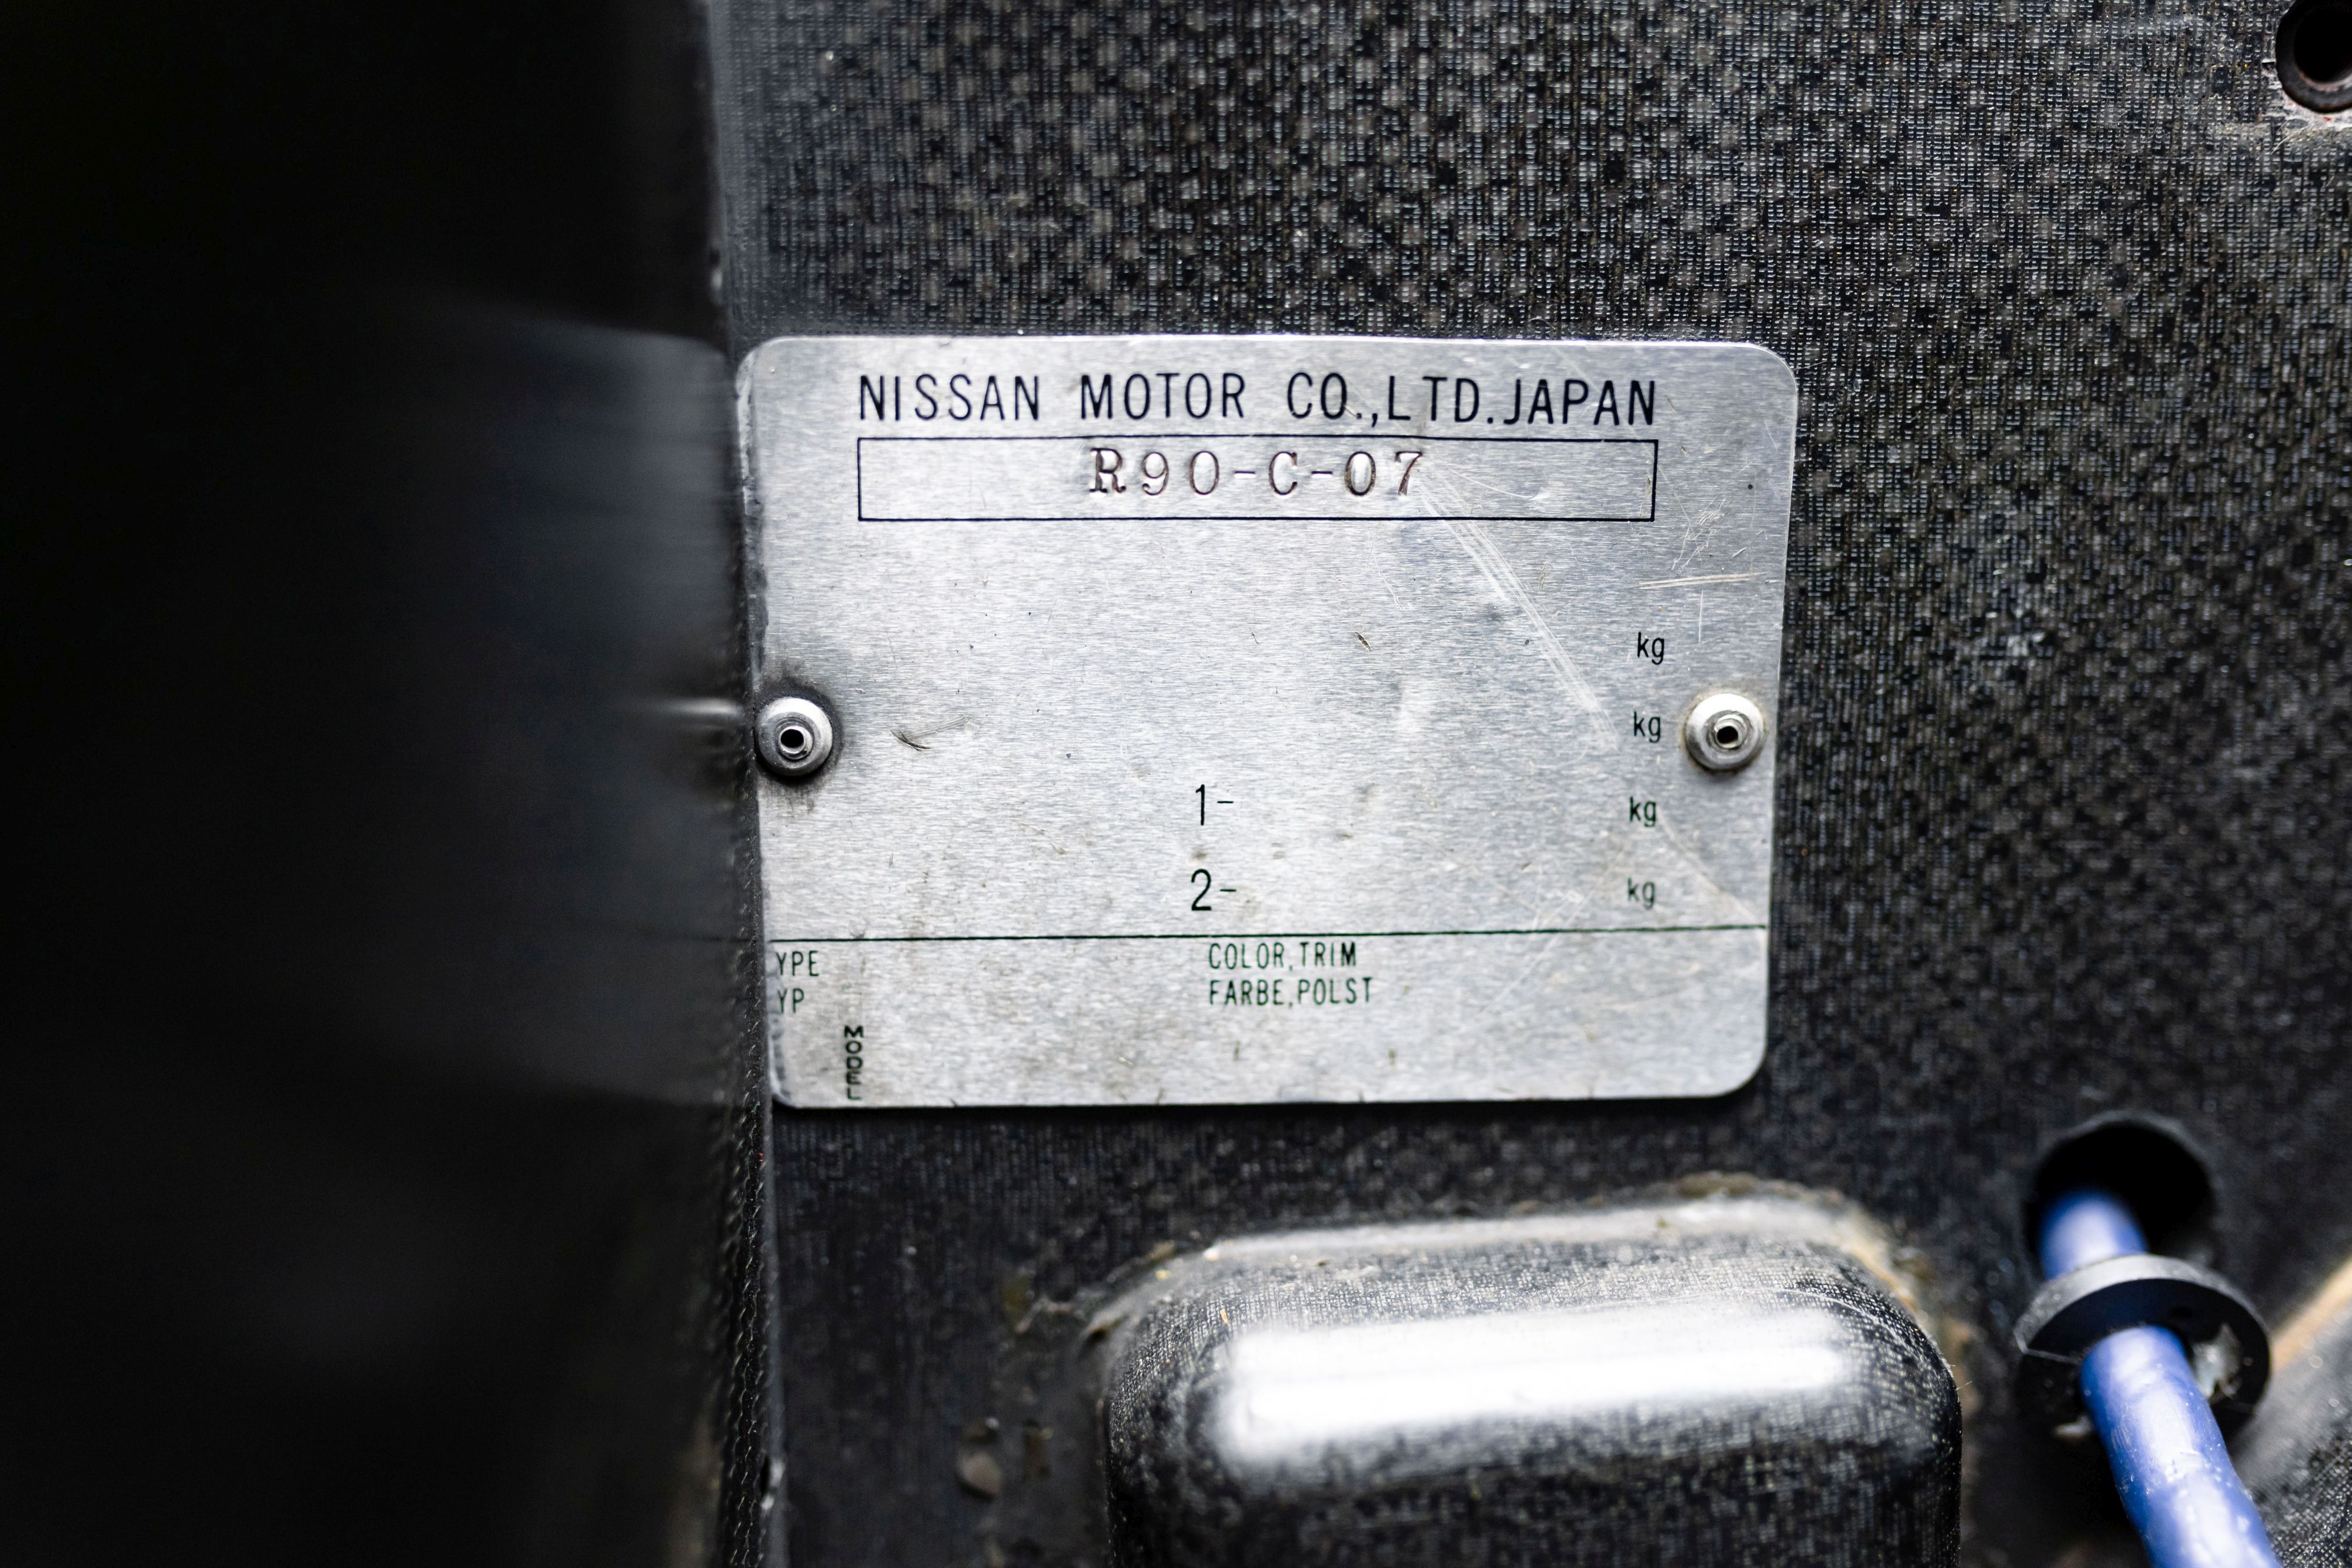 NISSAN MOTOR CO.,LTD.JAPAN
R90-C-07
kg
kg
1- kg
2- kg
YPE COLOR,TRIM
YP FARBE,POLST
MODEL